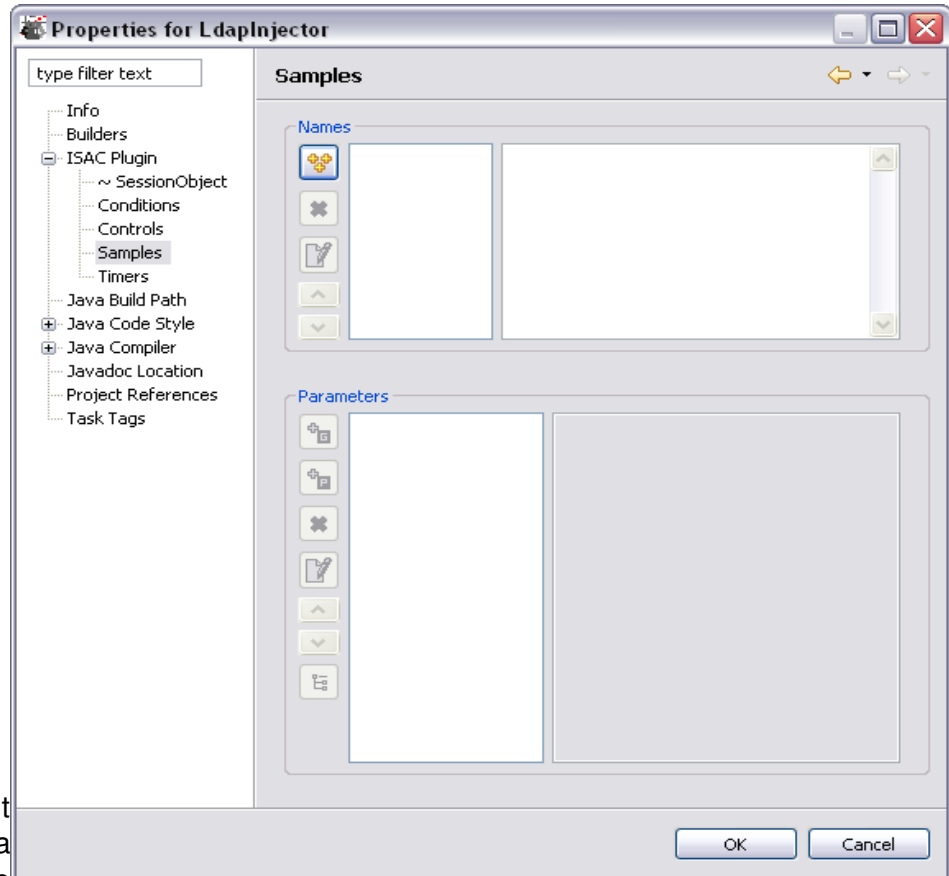 Properties for LdapInjector
type filter text
Samples
Info
Builders
ISAC Plugin
~ SessionObject
Conditions
Controls
Samples
Timers
Java Build Path
Java Code Style
Java Compiler
Javadoc Location
Project References
Task Tags
Names
Parameters
G
P
t
a
OK
Cancel